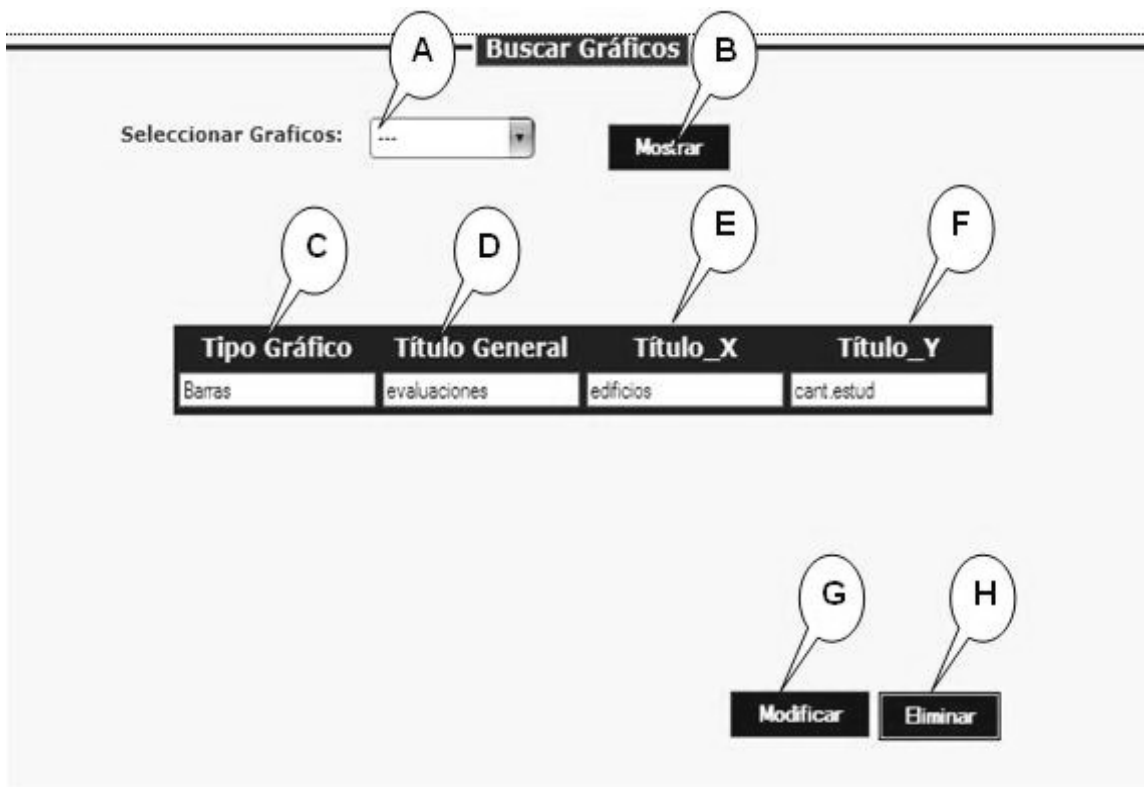 Buscar Gráficos
A
B
Seleccionar Graficos: ---
Mostrar
C
D
E
F
Tipo Gráfico Título General Título_X Título_Y
Barras evaluaciones edificios cant.estud
G
H
Modificar Eliminar